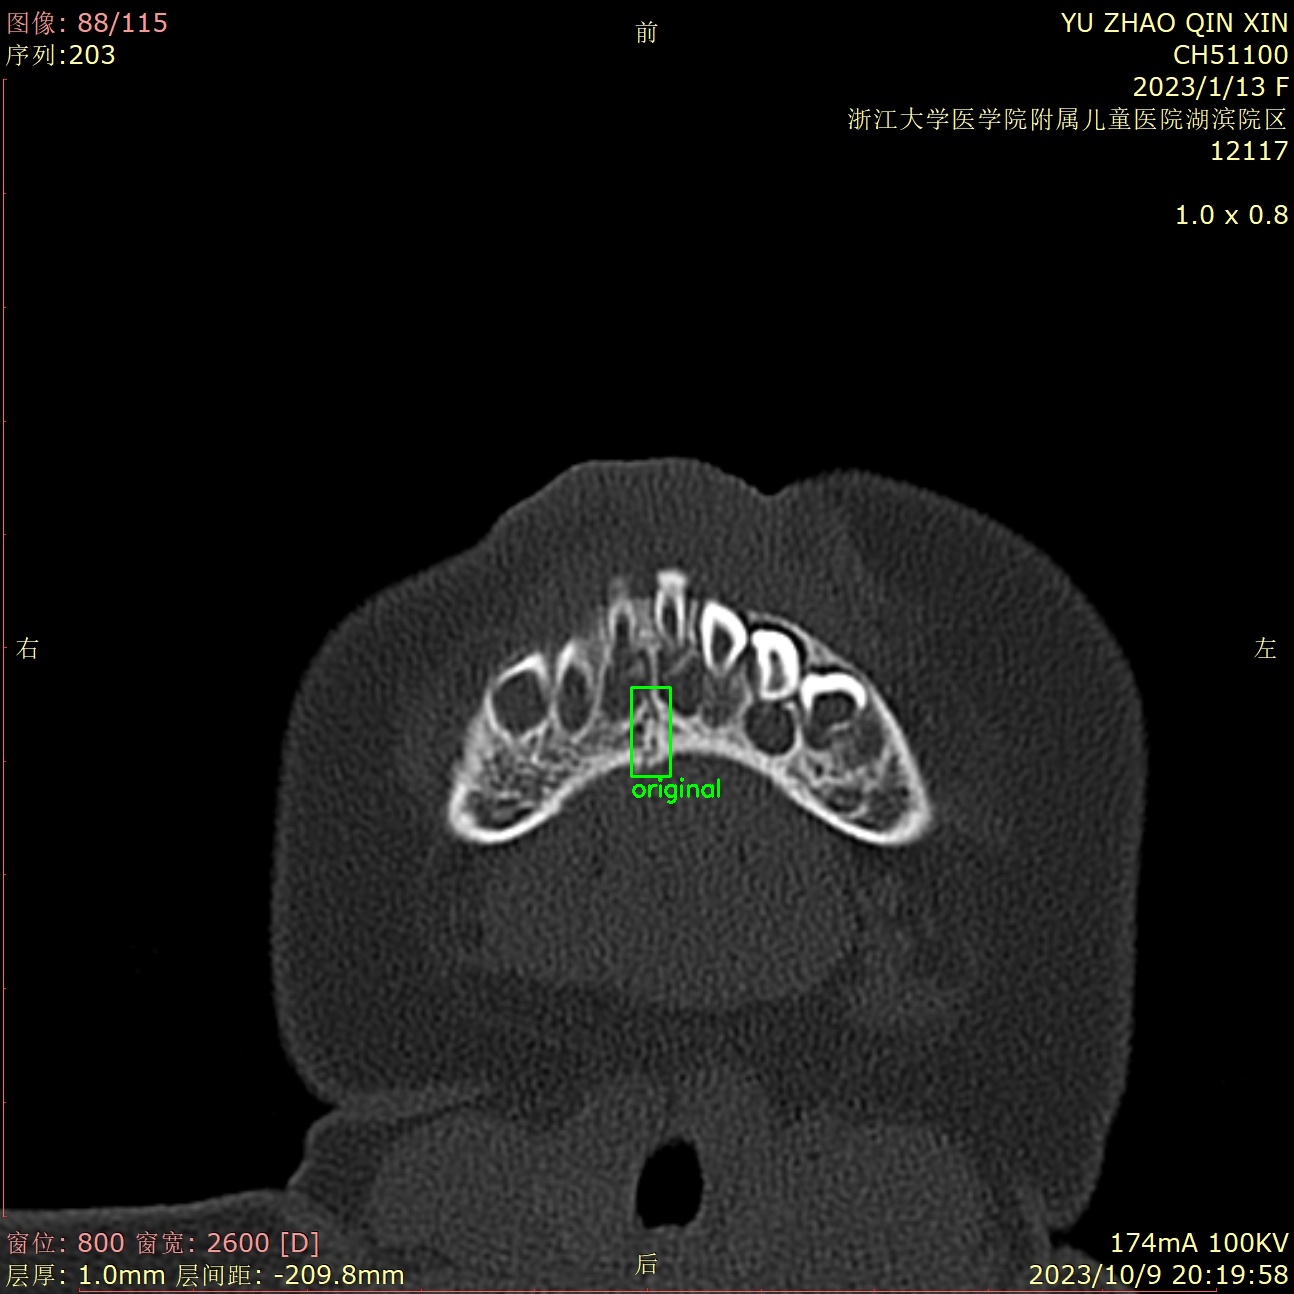 图像: 88/115
序列:203
前
YU ZHAO QIN XIN
CH51100
2023/1/13 F
浙江大学医学院附属儿童医院湖滨院区
12117
1.0 x 0.8
右
左
original
窗位: 800 窗宽: 2600 [D]
层厚: 1.0mm 层间距: -209.8mm
后
174mA 100KV
2023/10/9 20:19:58